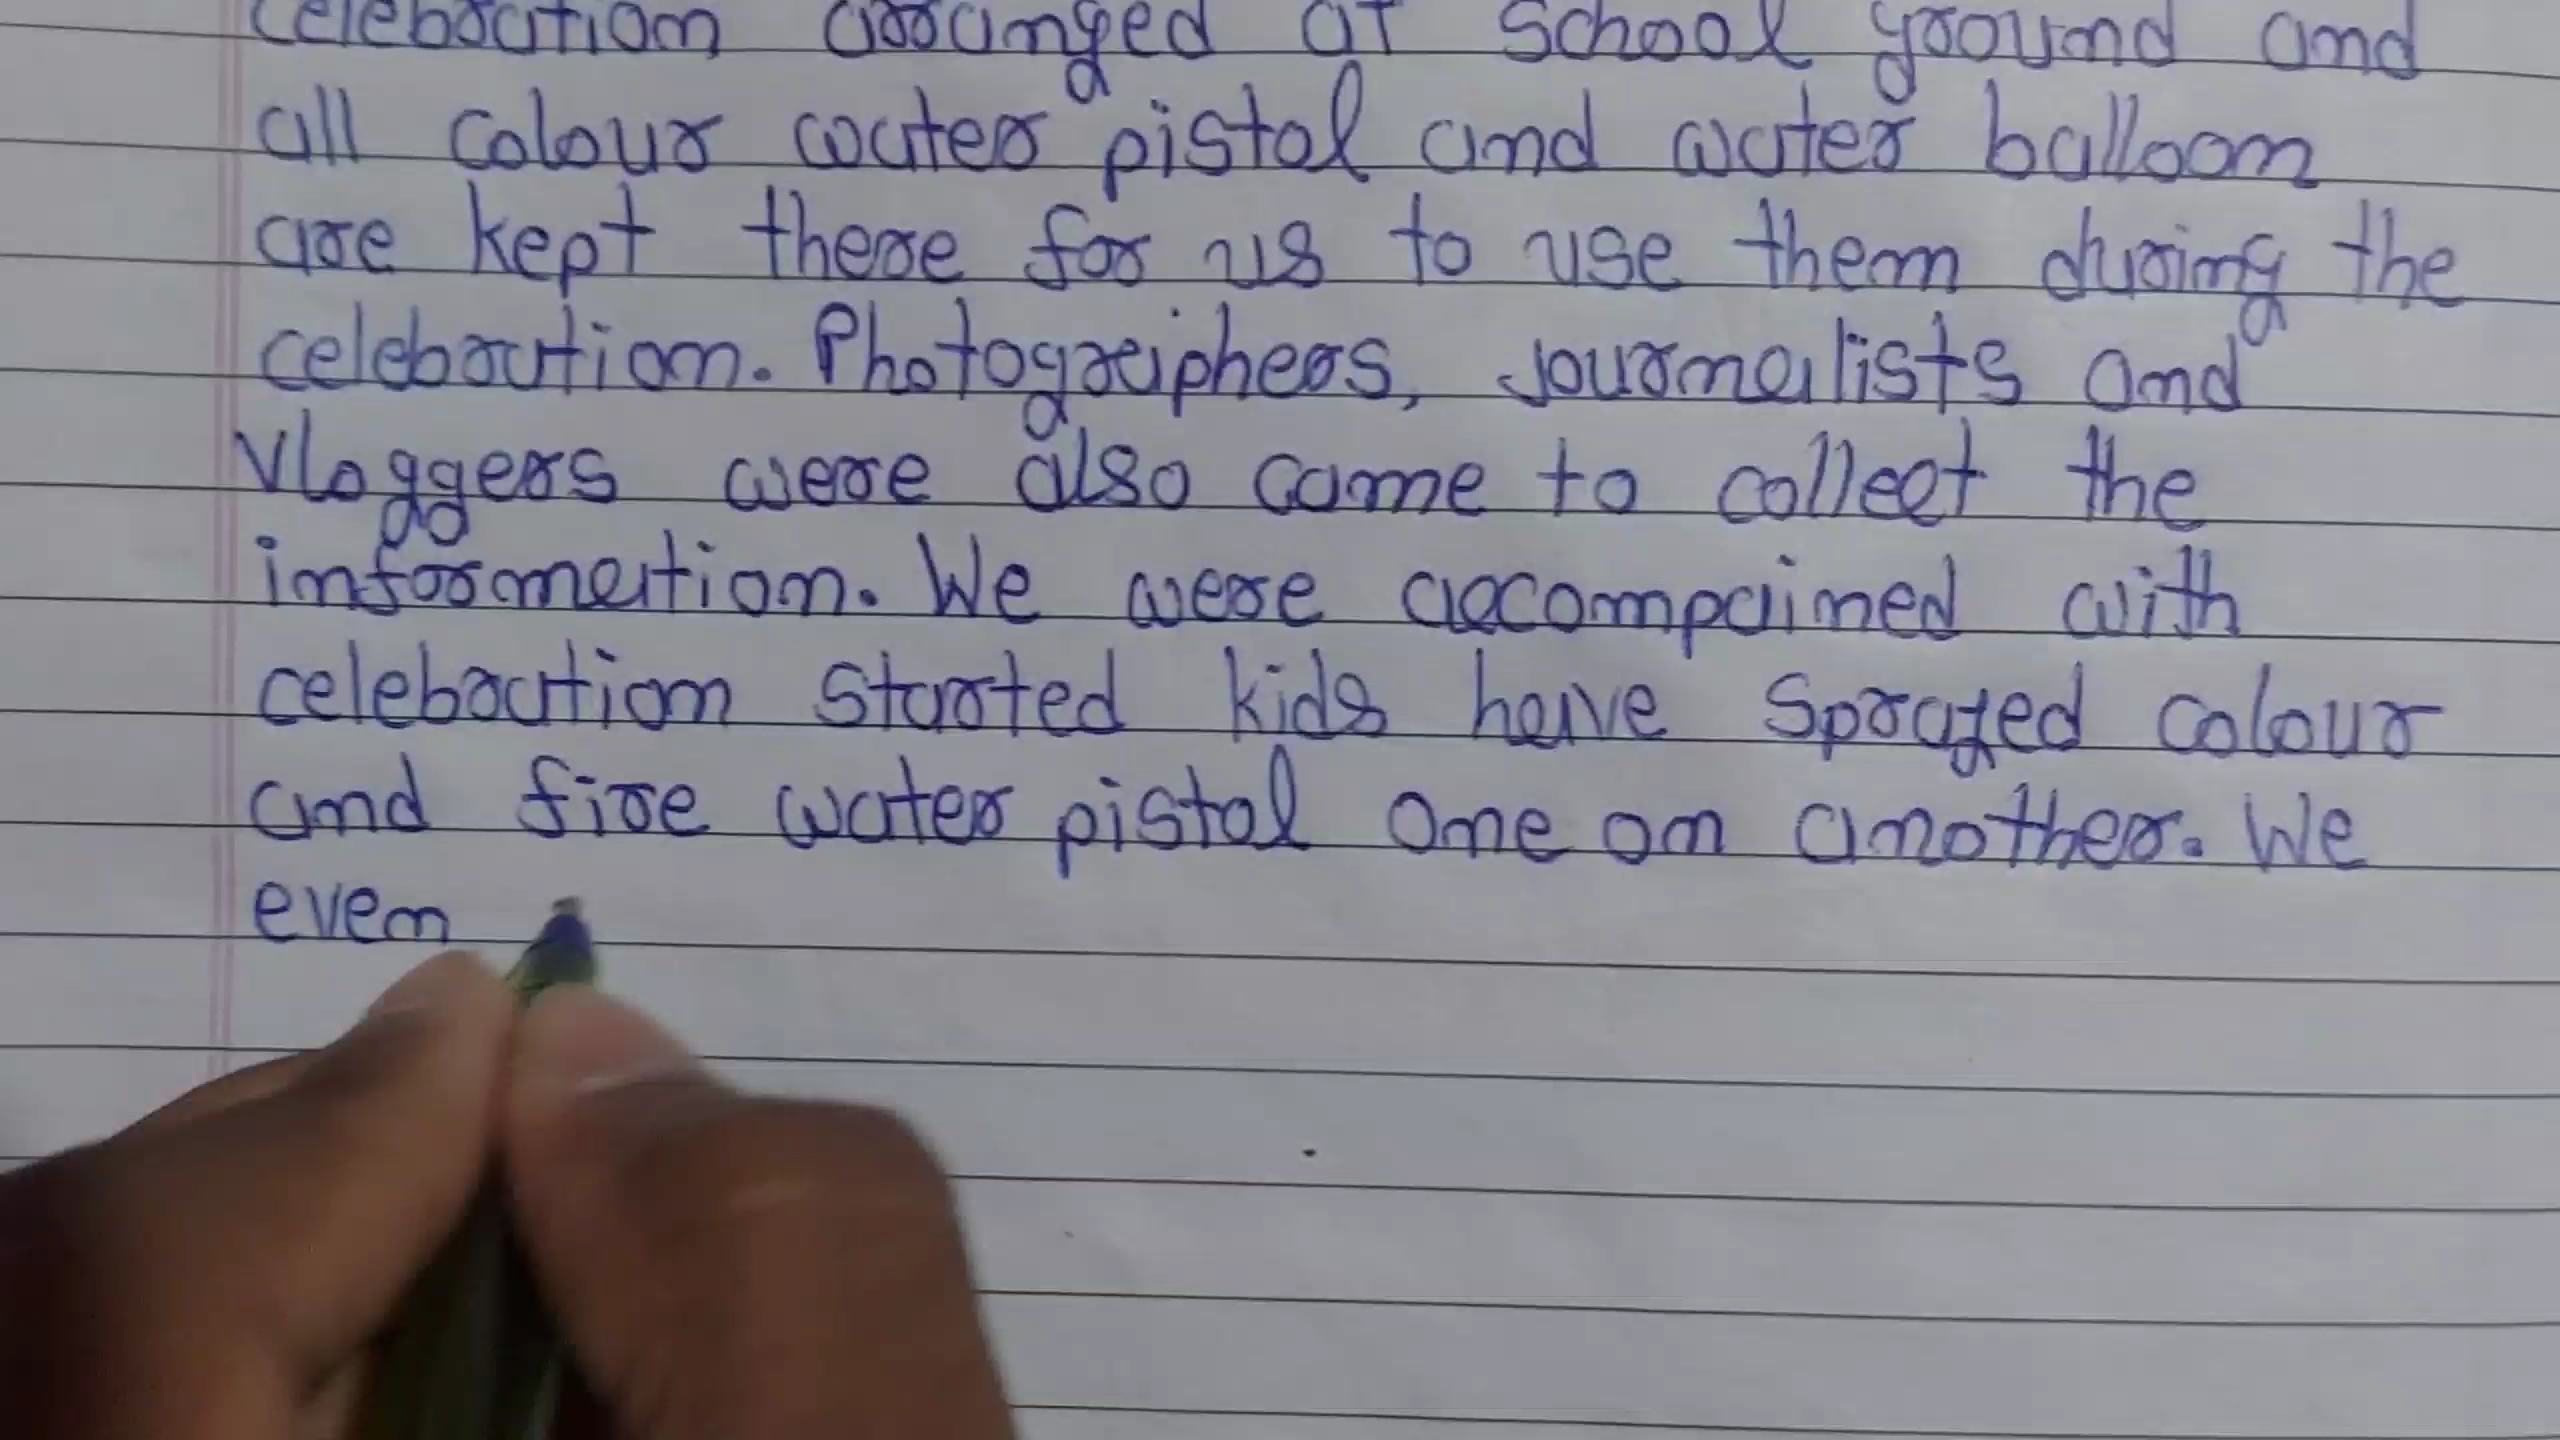 celebration arranged at school ground and
all colour water pistol and water balloon
are kept there for us to use them during the
celebration. Photographers, journalists and
vloggers were also came to collect the
information. We were accompained with
celebration started kids have sprayed colour
and fire water pistol one on another. We
even